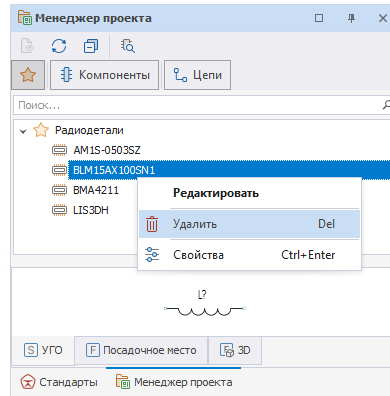 Менеджер проекта
Компоненты Цепи
Поиск...
Радиодетали
AM1S-0503SZ
BLM15AX100SN1
BMA4211
LIS3DH
Редактировать
Удалить Del
Свойства Ctrl+Enter
L?
S УГО F Посадочное место F 3D
Стандарты Менеджер проекта